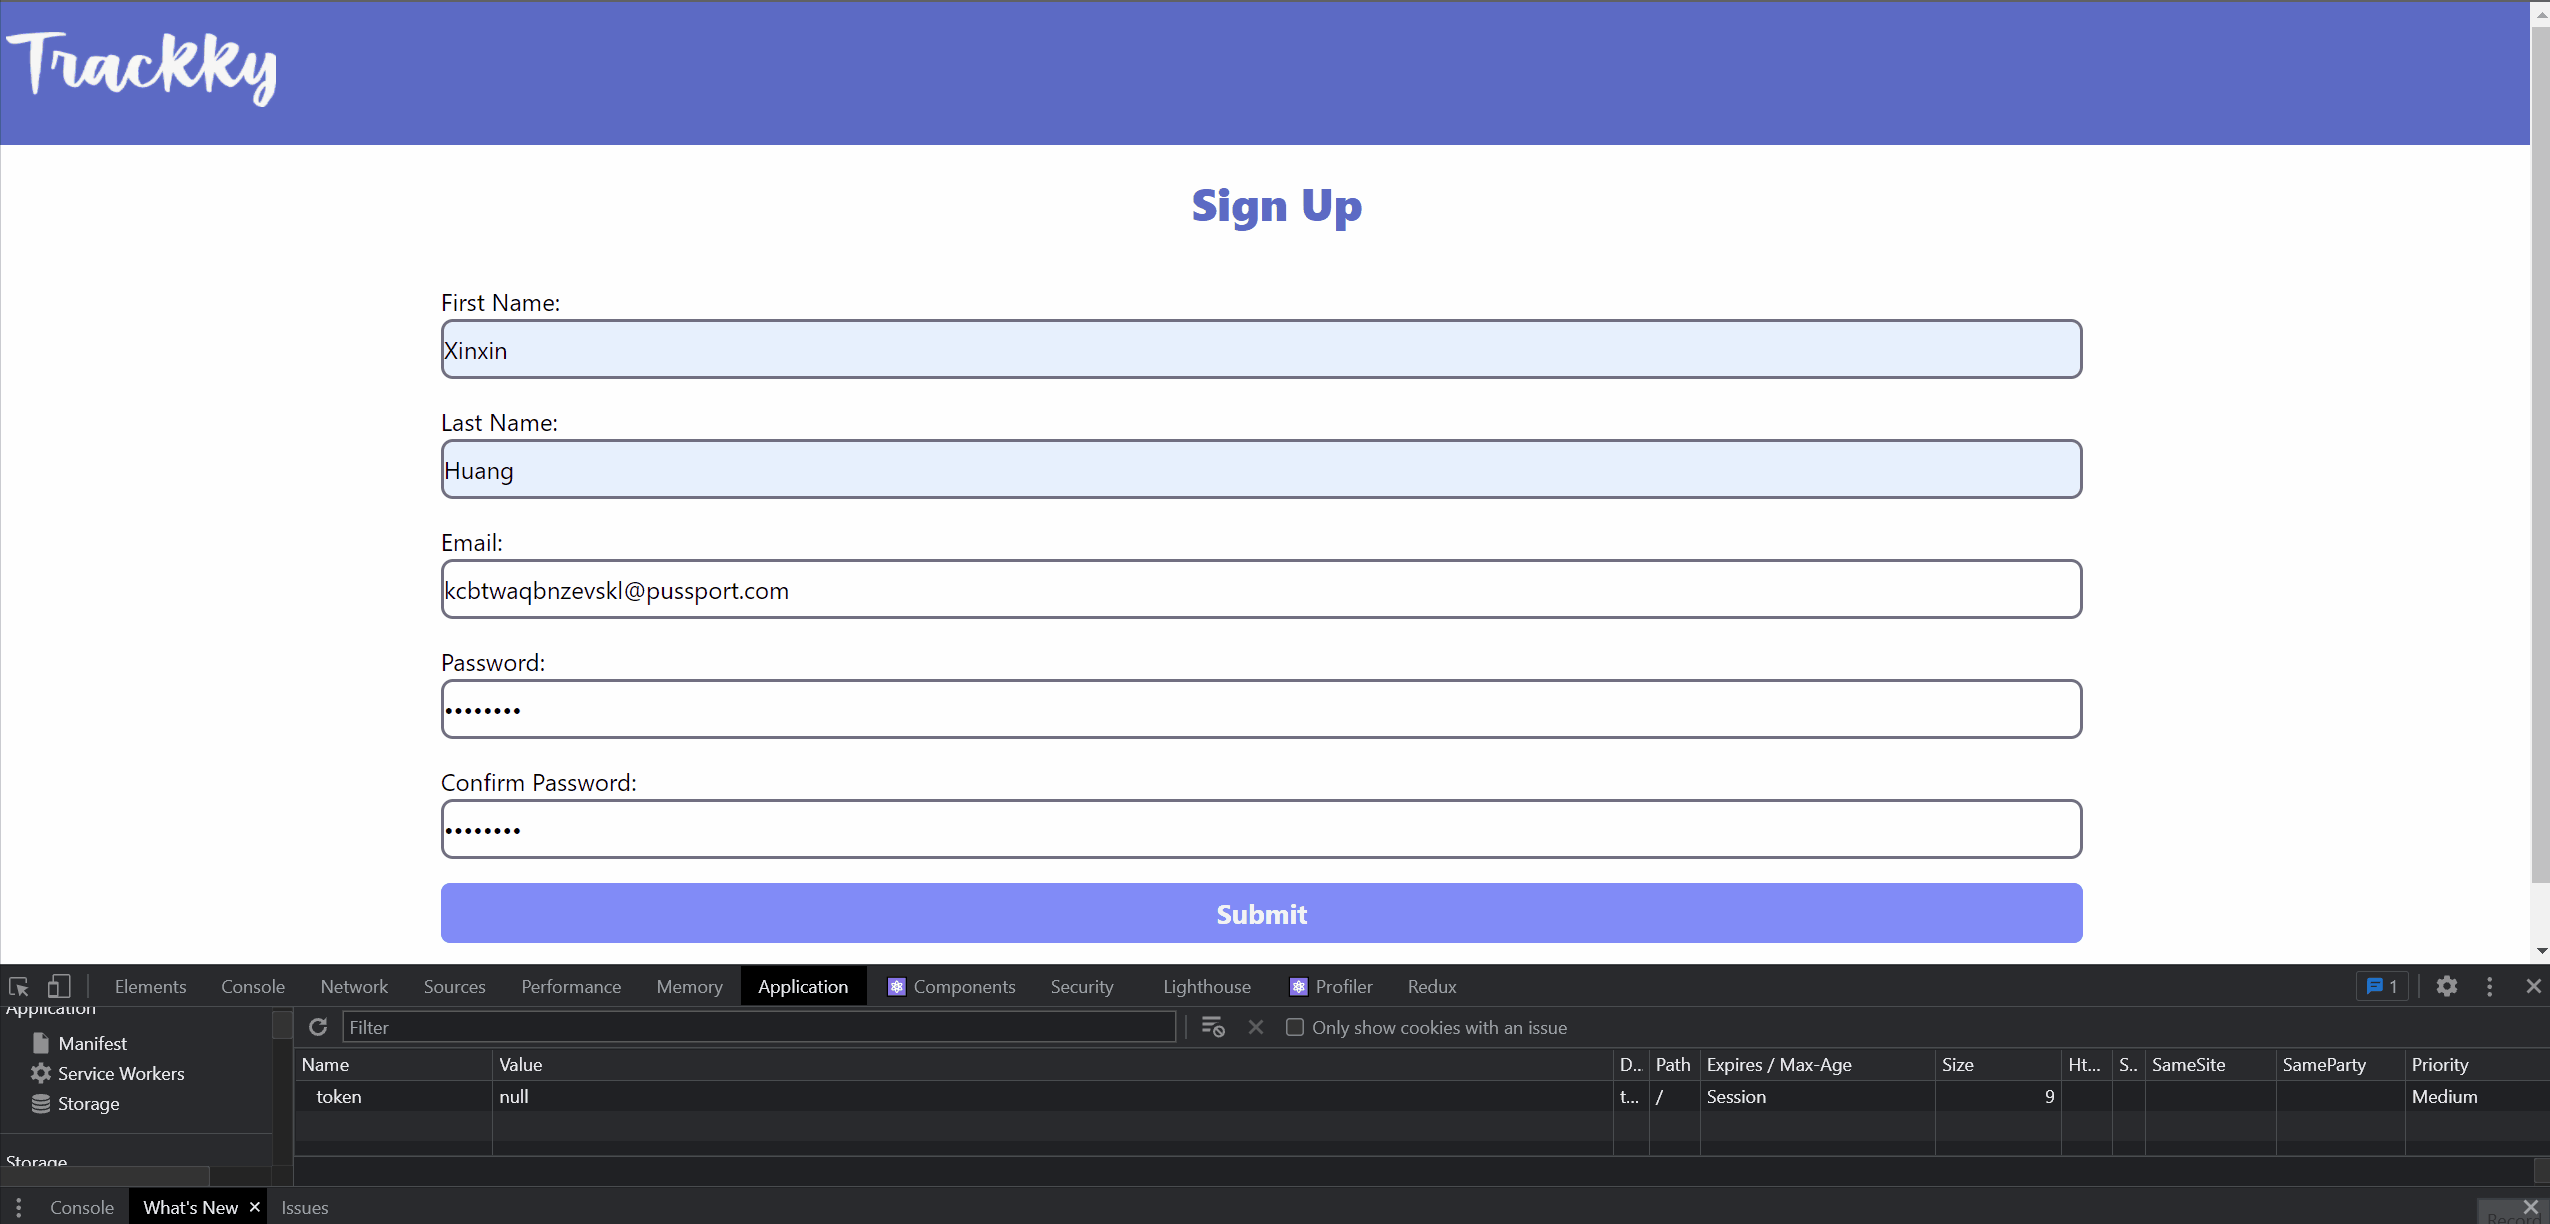 Trackky
Sign Up
First Name:
Xinxin
Last Name:
Huang
Email:
kcbtwaqbnzevskl@pussport.com
Password:
••••••••
Confirm Password:
••••••••
Submit
Elements Console Network Sources Performance Memory Application Components Security Lighthouse Profiler Redux 1
Application
Manifest
Service Workers
Storage
Storage
Filter Only show cookies with an issue
Name Value D... Path Expires / Max-Age Size Ht... S.. SameSite SameParty Priority
token null t... / Session 9 Medium
Console What's New Issues
Record